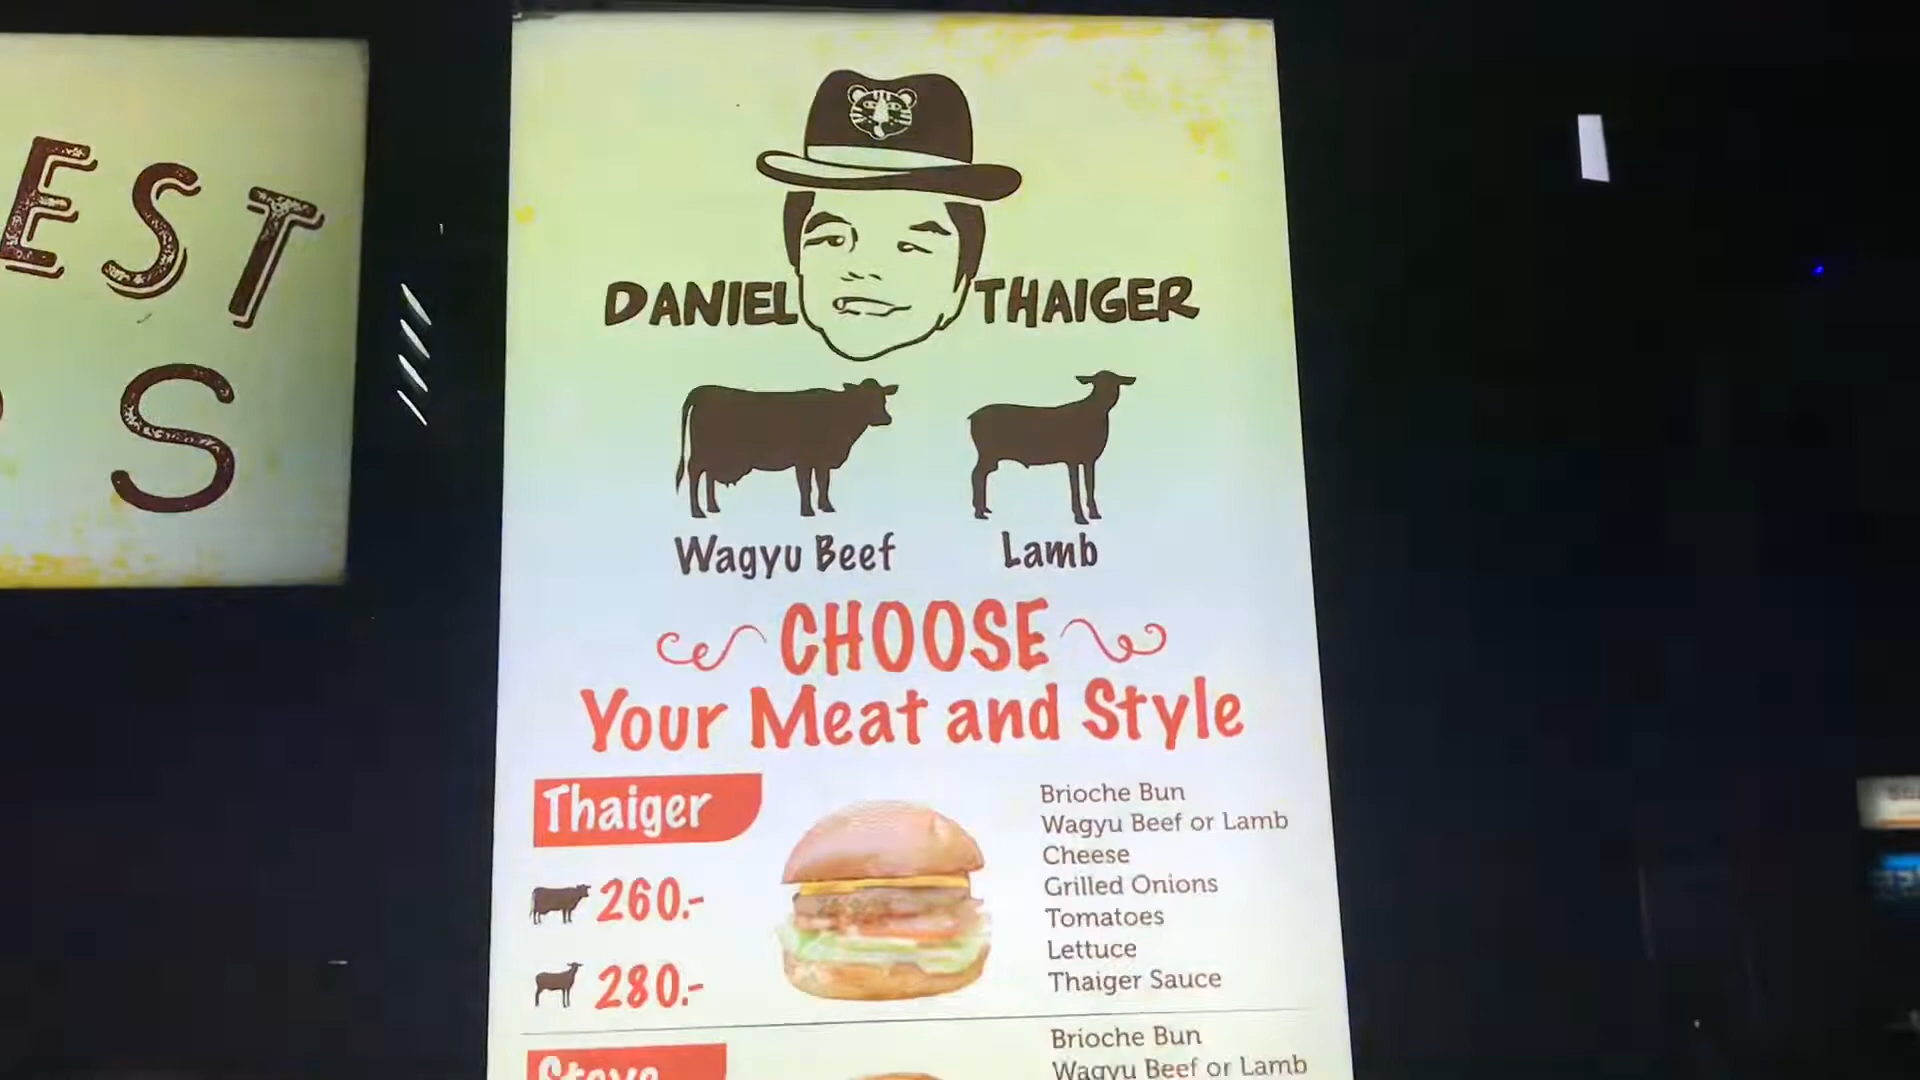 EST
S
DANIEL THAIGER
Wagyu Beef
Lamb
CHOOSE
Your Meat and Style
Thaiger
260.-
280.-
Brioche Bun
Wagyu Beef or Lamb
Cheese
Grilled Onions
Tomatoes
Lettuce
Thaiger Sauce
Steve
Brioche Bun
Wagyu Beef or Lamb